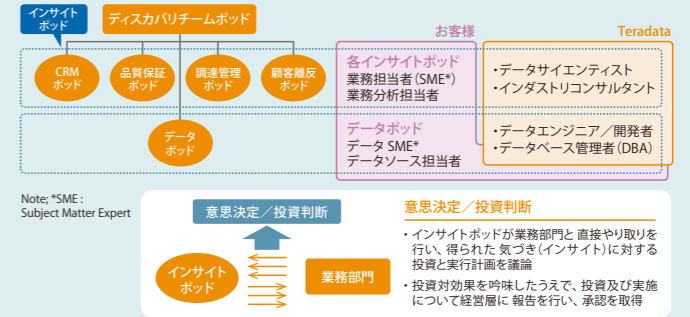 インサイト
ポッド
ディスカバリチームポッド
お客様
Teradata
CRM
ポッド
品質保証
ポッド
調達管理
ポッド
顧客離反
ポッド
各インサイトポッド
業務担当者(SME*)
業務分析担当者
・データサイエンティスト
・インダストリコンサルタント
データ
ポッド
データポッド
データ SME*
データソース担当者
・データエンジニア/開発者
・データベース管理者(DBA)
Note; *SME :
Subject Matter Expert
意思決定/投資判断
インサイト
ポッド
業務部門
意思決定/投資判断
・インサイトポッドが業務部門と 直接やり取りを
行い、得られた 気づき(インサイト)に対する
投資と実行計画を議論
・投資対効果を吟味したうえで、投資及び実施
について経営層に 報告を行い、承認を取得